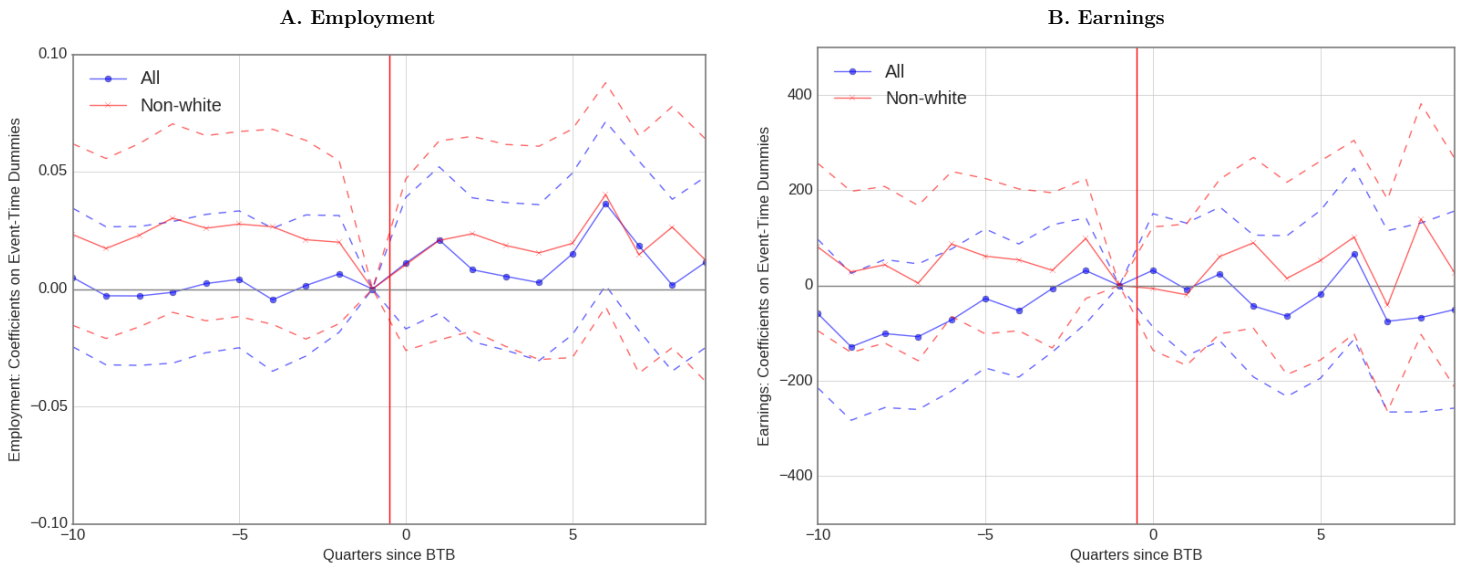 A. Employment
Employment: Coefficients on Event-Time Dummies
0.10
0.05
0.00
−0.05
−0.10
All
Non-white
−10
−5
0
5
Quarters since BTB
B. Earnings
Earnings: Coefficients on Event-Time Dummies
400
200
0
−200
−400
All
Non-white
−10
−5
0
5
Quarters since BTB